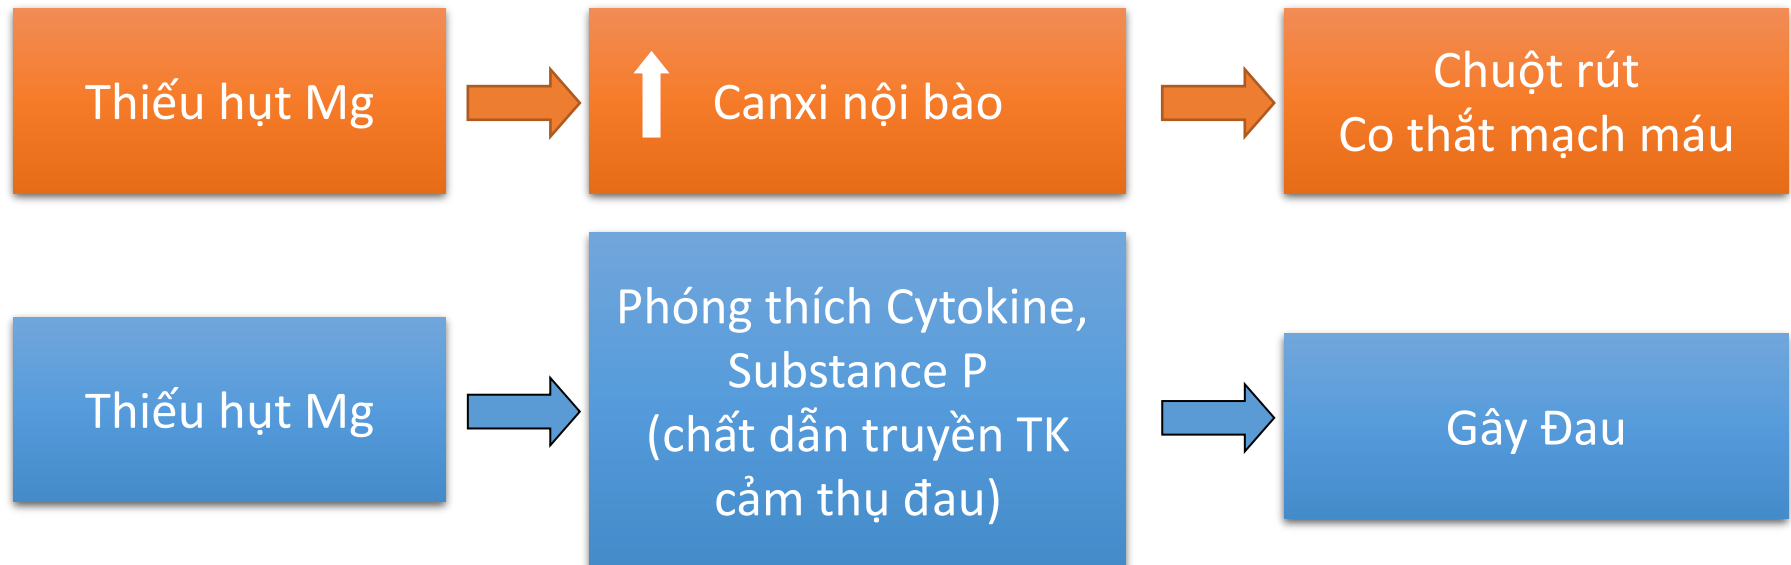 Thiếu hụt Mg
Canxi nội bào
Chuột rút
Co thắt mạch máu
Thiếu hụt Mg
Phóng thích Cytokine,
Substance P
(chất dẫn truyền TK
cảm thụ đau)
Gây Đau